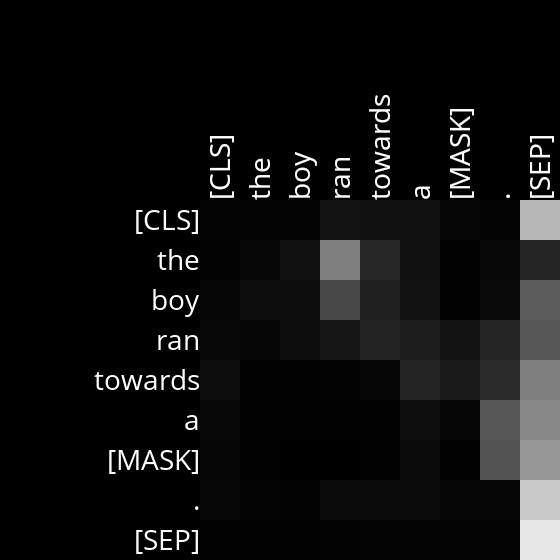 [CLS] the boy ran towards a [MASK] . [SEP]
[CLS]
the
boy
ran
towards
a
[MASK]
.
[SEP]